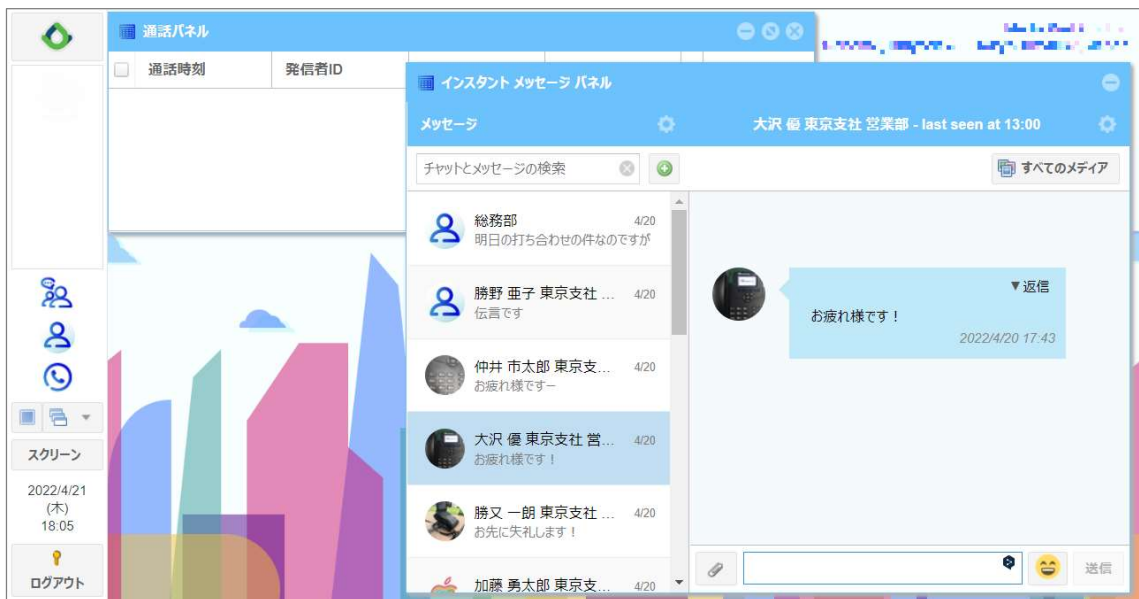 通話パネル
通話時刻
発信者ID
インスタント メッセージ パネル
メッセージ
大沢 優 東京支社 営業部 - last seen at 13:00
チャットとメッセージの検索
すべてのメディア
総務部 4/20
明日の打ち合わせの件なのですが
勝野 亜子 東京支社 ... 4/20
伝言です
仲井 市太郎 東京支... 4/20
お疲れ様ですー
大沢 優 東京支社 営... 4/20
お疲れ様です！
勝又 一朗 東京支社 ... 4/20
お先に失礼します！
加藤 勇太郎 東京支... 4/20
▼返信
お疲れ様です！
2022/4/20 17:43
送信
スクリーン
2022/4/21
(木)
18:05
ログアウト